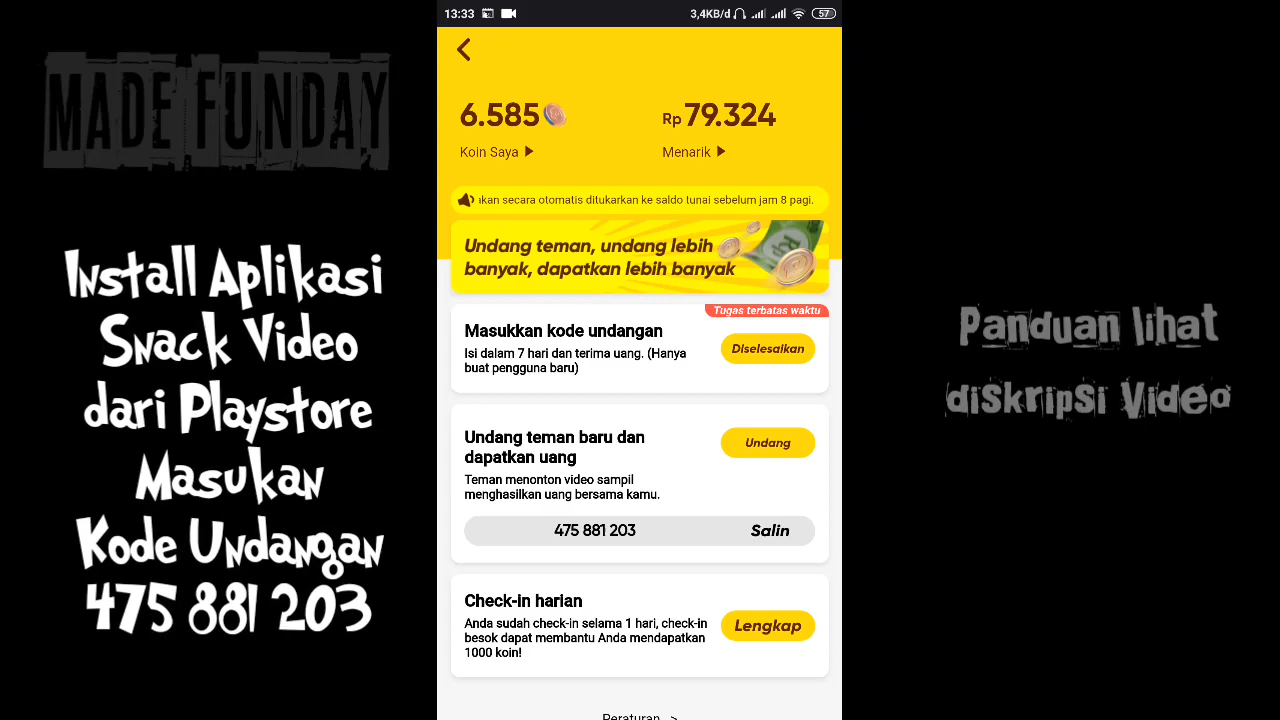 MADE FUNDAY
Install Aplikasi
Snack Video
dari Playstore
Masukan
Kode Undangan
475 881 203
13:33
3,4KB/d
57
6.585
Rp 79.324
Koin Saya
Menarik
akan secara otomatis ditukarkan ke saldo tunai sebelum jam 8 pagi.
Undang teman, undang lebih
banyak, dapatkan lebih banyak
Tugas terbatas waktu
Masukkan kode undangan
Isi dalam 7 hari dan terima uang. (Hanya
buat pengguna baru)
Diselesaikan
Undang teman baru dan
dapatkan uang
Undang
Teman menonton video sampil
menghasilkan uang bersama kamu.
475 881 203
Salin
Check-in harian
Anda sudah check-in selama 1 hari, check-in
besok dapat membantu Anda mendapatkan
1000 koin!
Lengkap
Peraturan >
Panduan lihat
diskripsi Video